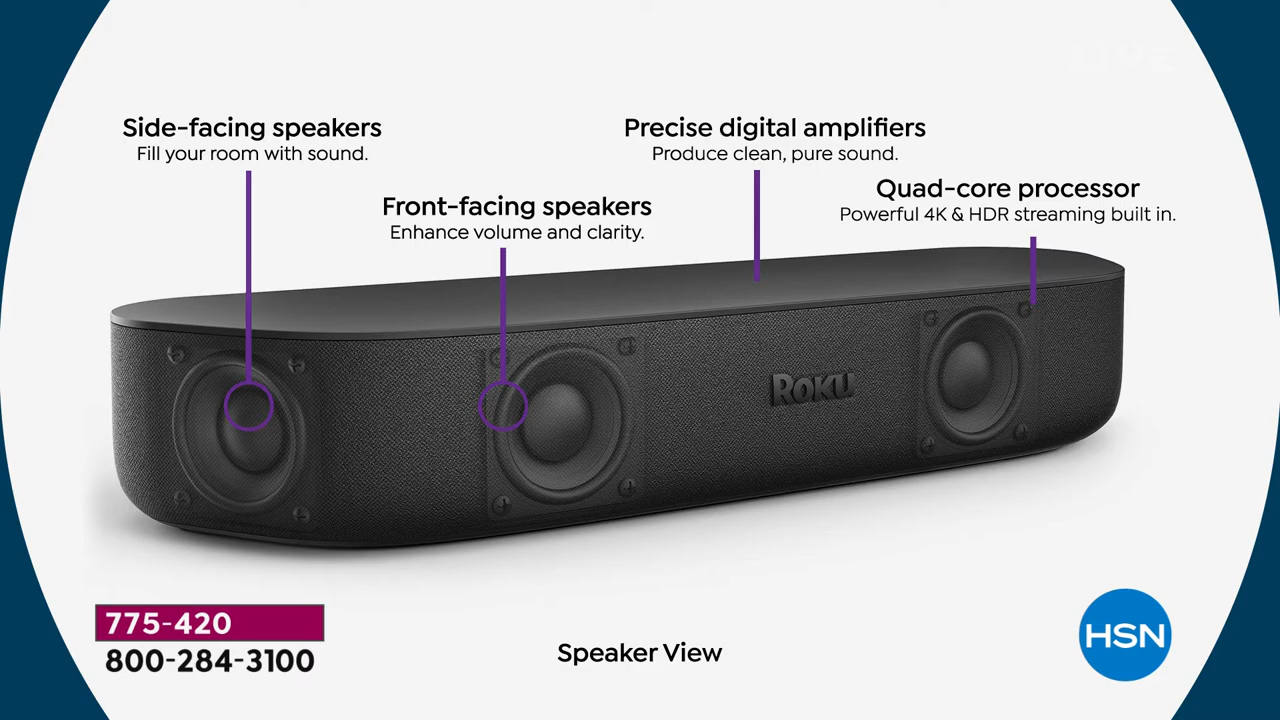 Side-facing speakers
Fill your room with sound.
Precise digital amplifiers
Produce clean, pure sound.
Front-facing speakers
Enhance volume and clarity.
Quad-core processor
Powerful 4K & HDR streaming built in.
ROKU
775-420
800-284-3100
Speaker View
HSN